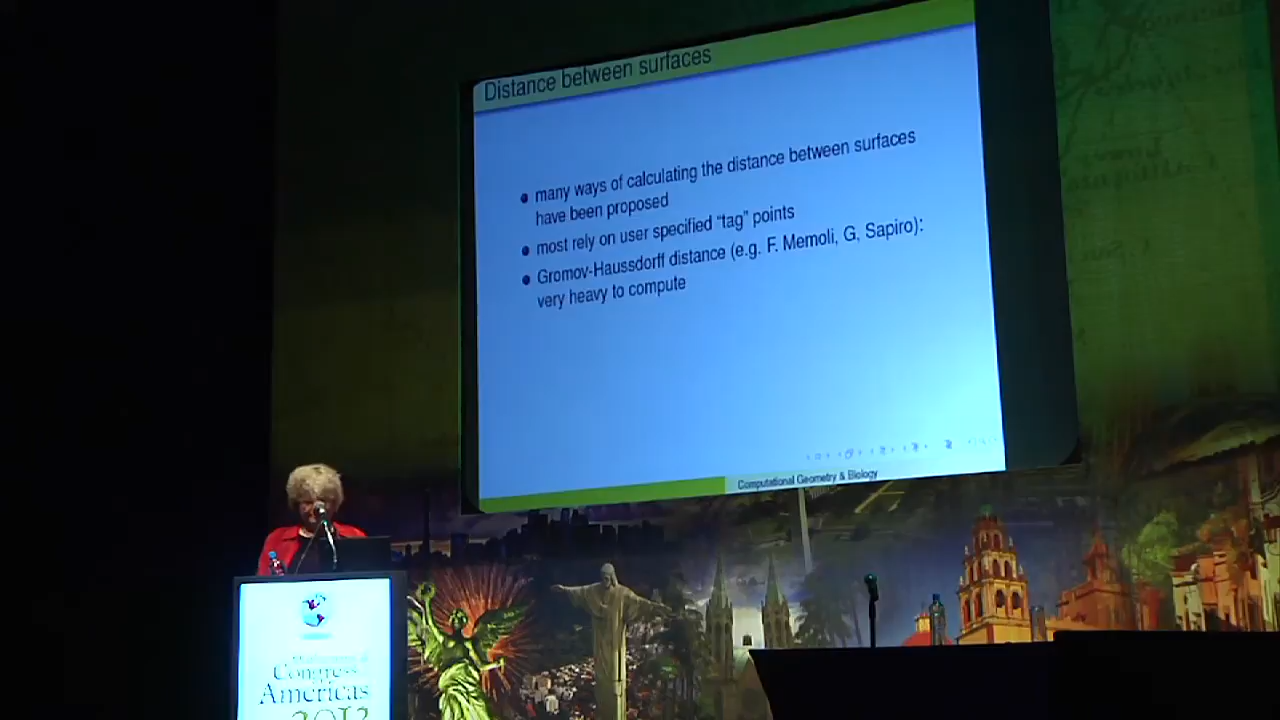 Distance between surfaces
many ways of calculating the distance between surfaces
have been proposed
most rely on user specified “tag” points
Gromov-Haussdorff distance (e.g. F. Memoli, G, Sapiro):
very heavy to compute
Computational Geometry & Biology
Congress
Americas
2013